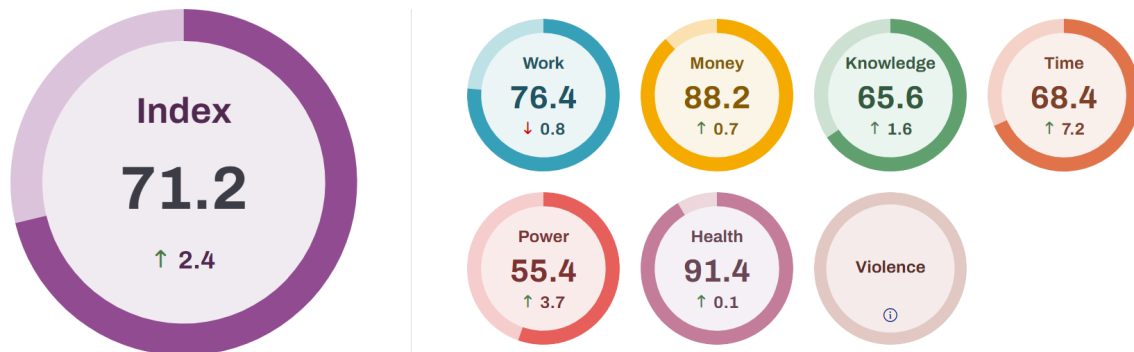 Index
71.2
↑ 2.4
Work
76.4
↓ 0.8
Money
88.2
↑ 0.7
Knowledge
65.6
↑ 1.6
Time
68.4
↑ 7.2
Power
55.4
↑ 3.7
Health
91.4
↑ 0.1
Violence